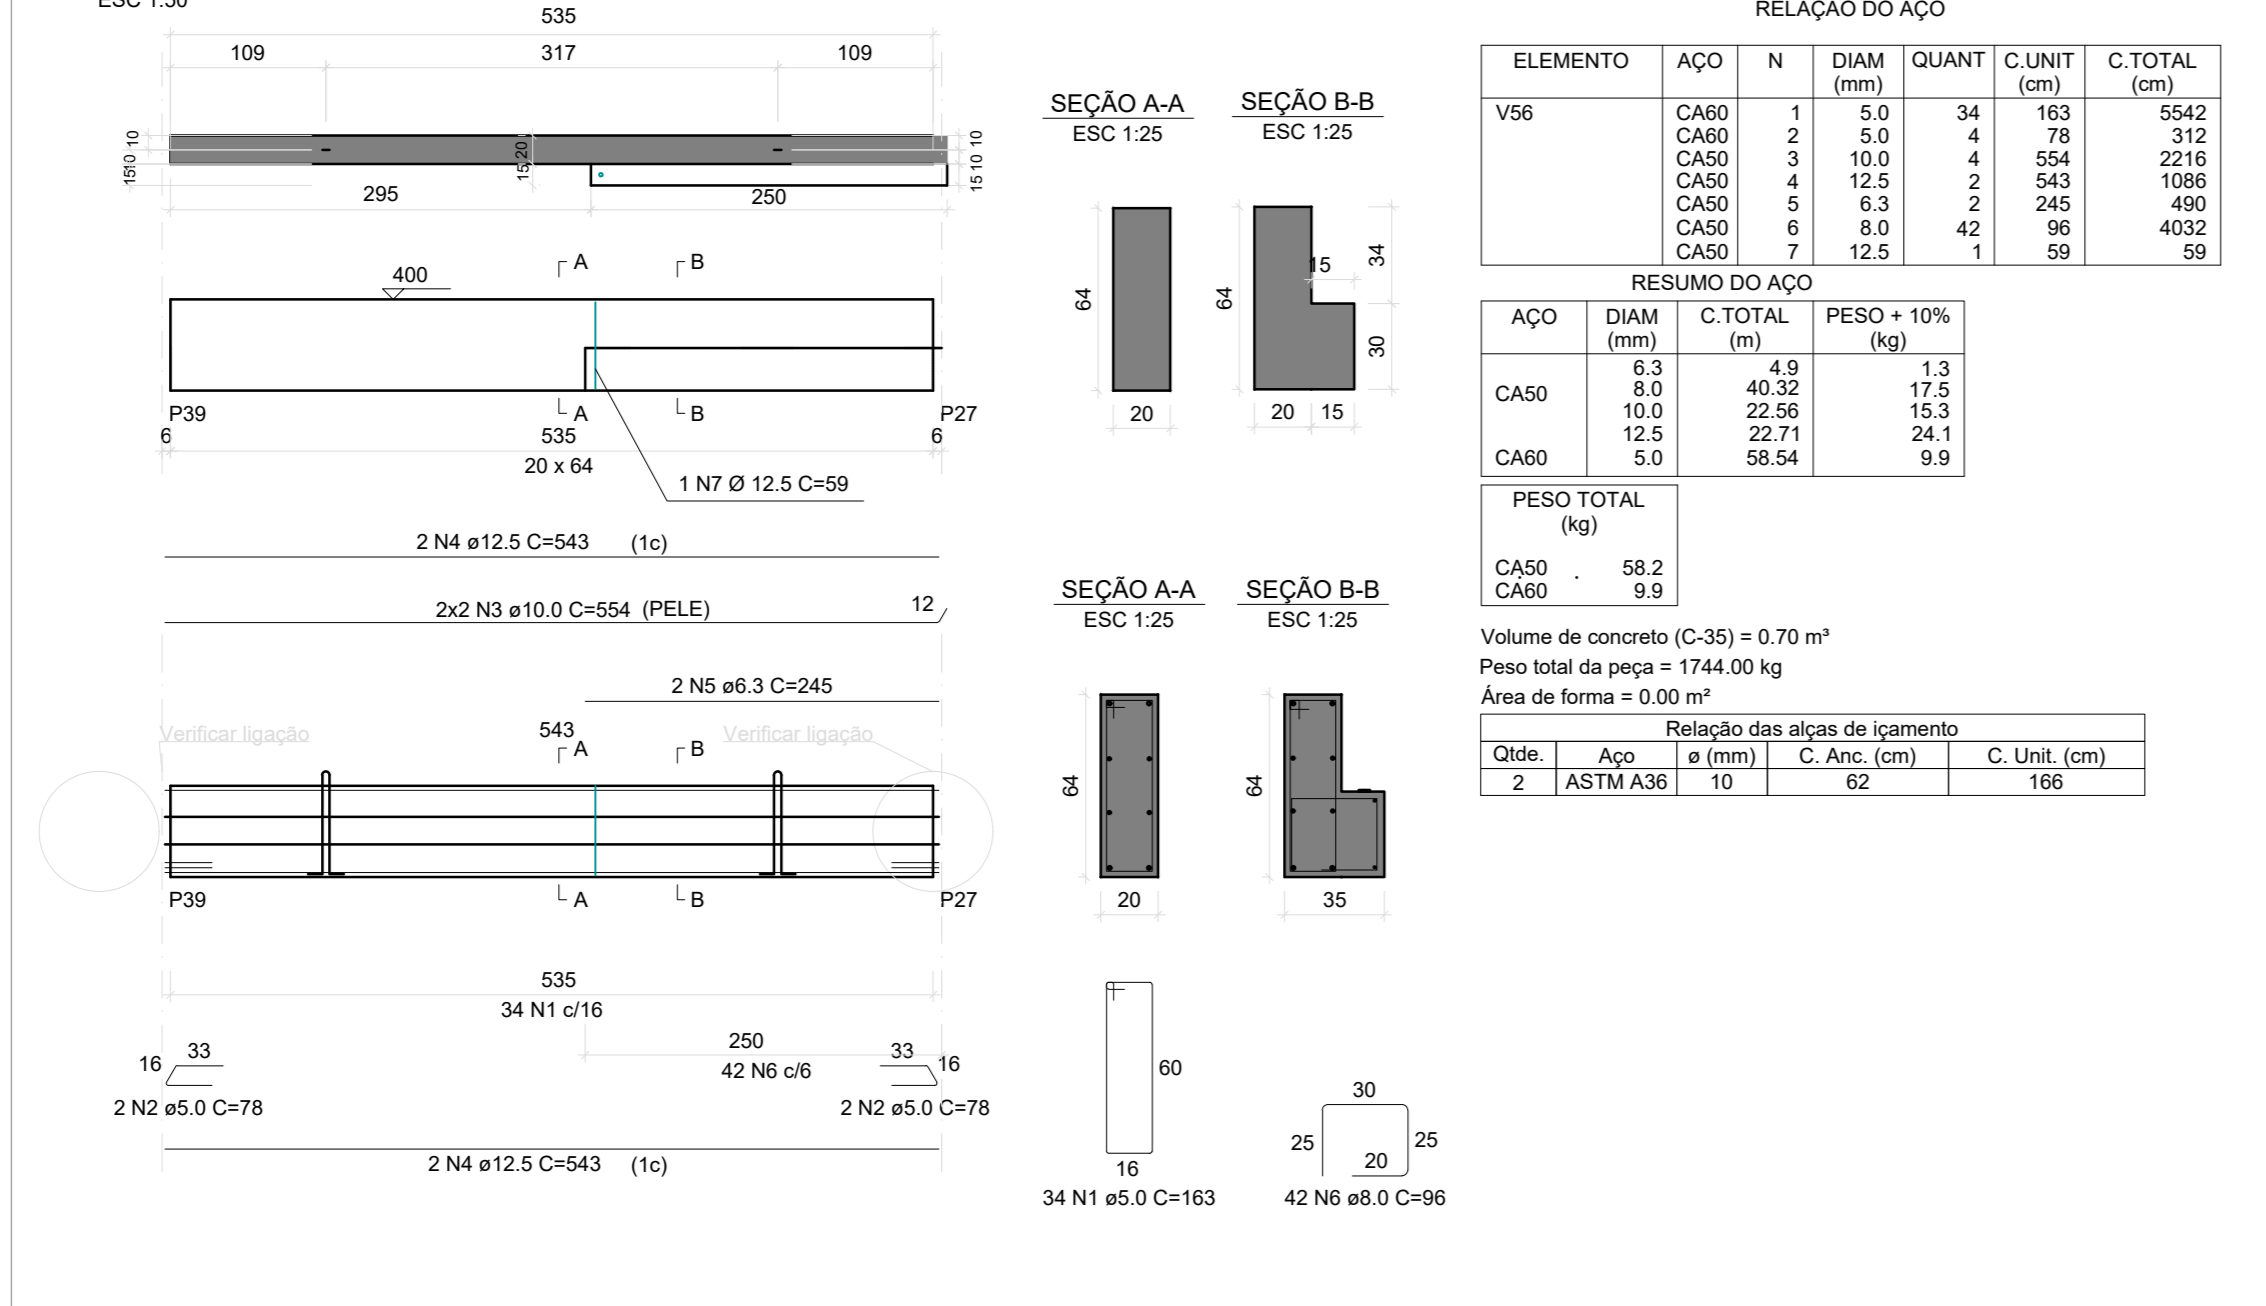 ESC 1:50
535
109 317 109
10
10
15
15 20
10
10
15
295
250
400
A B
A B
P39 P27
6 535 6
20 x 64
1 N7 Ø 12.5 C=59
2 N4 ø12.5 C=543 (1c)
2x2 N3 ø10.0 C=554 (PELE) 12
2 N5 ø6.3 C=245
Verificar ligação 543 Verificar ligação
A B
A B
P39 P27
535
34 N1 c/16
250
42 N6 c/6
16 33
33 16
2 N2 ø5.0 C=78 2 N2 ø5.0 C=78
2 N4 ø12.5 C=543 (1c)
SEÇÃO A-A
ESC 1:25
64
20
SEÇÃO B-B
ESC 1:25
64
15
34
30
20 15
SEÇÃO A-A
ESC 1:25
64
20
SEÇÃO B-B
ESC 1:25
64
35
60
16
34 N1 ø5.0 C=163
30
25 25
20
42 N6 ø8.0 C=96
RELAÇÃO DO AÇO
ELEMENTO AÇO N DIAM (mm) QUANT C.UNIT (cm) C.TOTAL (cm)
V56 CA60 1 5.0 34 163 5542
CA60 2 5.0 4 78 312
CA50 3 10.0 4 554 2216
CA50 4 12.5 2 543 1086
CA50 5 6.3 2 245 490
CA50 6 8.0 42 96 4032
CA50 7 12.5 1 59 59
RESUMO DO AÇO
AÇO DIAM (mm) C.TOTAL (m) PESO + 10% (kg)
6.3 4.9 1.3
CA50 8.0 40.32 17.5
10.0 22.56 15.3
12.5 22.71 24.1
CA60 5.0 58.54 9.9
PESO TOTAL
(kg)
CA50 58.2
CA60 9.9
Volume de concreto (C-35) = 0.70 m³
Peso total da peça = 1744.00 kg
Área de forma = 0.00 m²
Relação das alças de içamento
Qtde. Aço ø (mm) C. Anc. (cm) C. Unit. (cm)
2 ASTM A36 10 62 166